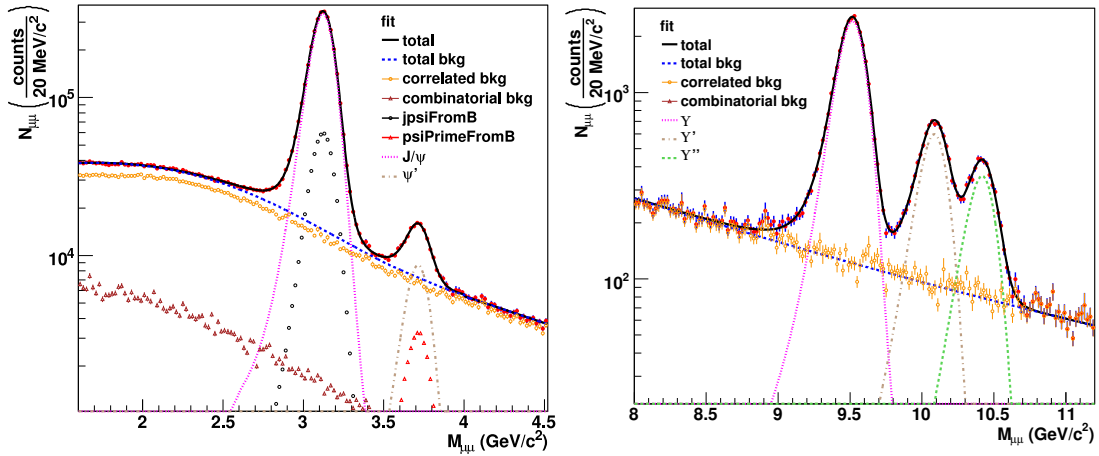 N_μμ (counts / 20 MeV/c²)
10⁵
10⁴
fit
total
total bkg
correlated bkg
combinatorial bkg
jpsiFromB
psiPrimeFromB
J/ψ
ψ'
2 2.5 3 3.5 4 4.5
M_μμ (GeV/c²)
N_μμ (counts / 20 MeV/c²)
10³
10²
fit
total
total bkg
correlated bkg
combinatorial bkg
Υ
Υ'
Υ''
8 8.5 9 9.5 10 10.5 11
M_μμ (GeV/c²)